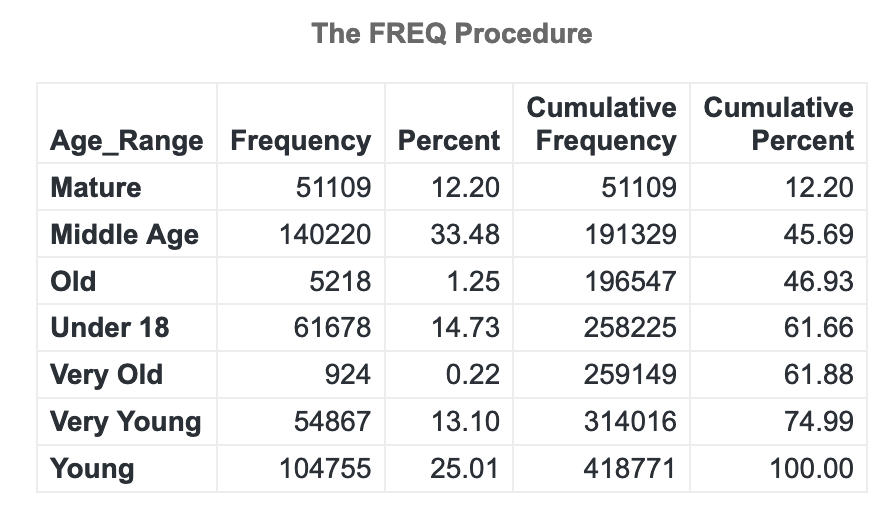 The FREQ Procedure
Age_Range Frequency Percent Cumulative Frequency Cumulative Percent
Mature 51109 12.20 51109 12.20
Middle Age 140220 33.48 191329 45.69
Old 5218 1.25 196547 46.93
Under 18 61678 14.73 258225 61.66
Very Old 924 0.22 259149 61.88
Very Young 54867 13.10 314016 74.99
Young 104755 25.01 418771 100.00